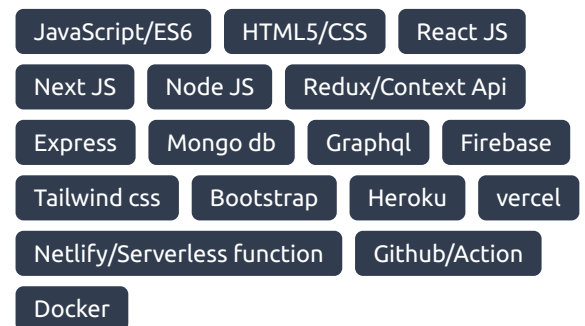 JavaScript/ES6 HTML5/CSS React JS
Next JS Node JS Redux/Context Api
Express Mongo db Graphql Firebase
Tailwind css Bootstrap Heroku vercel
Netlify/Serverless function Github/Action
Docker